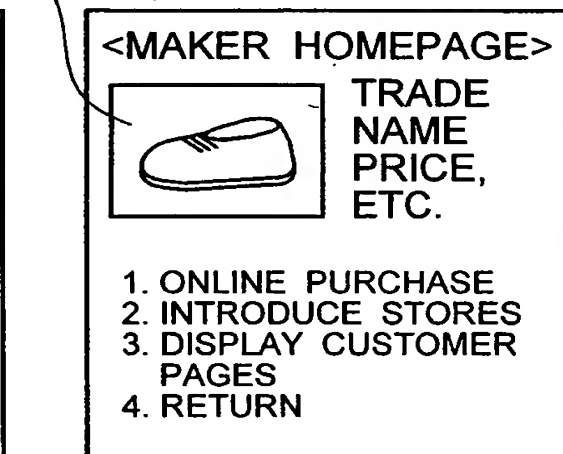 <MAKER HOMEPAGE>
TRADE
NAME
PRICE,
ETC.
1. ONLINE PURCHASE
2. INTRODUCE STORES
3. DISPLAY CUSTOMER
PAGES
4. RETURN